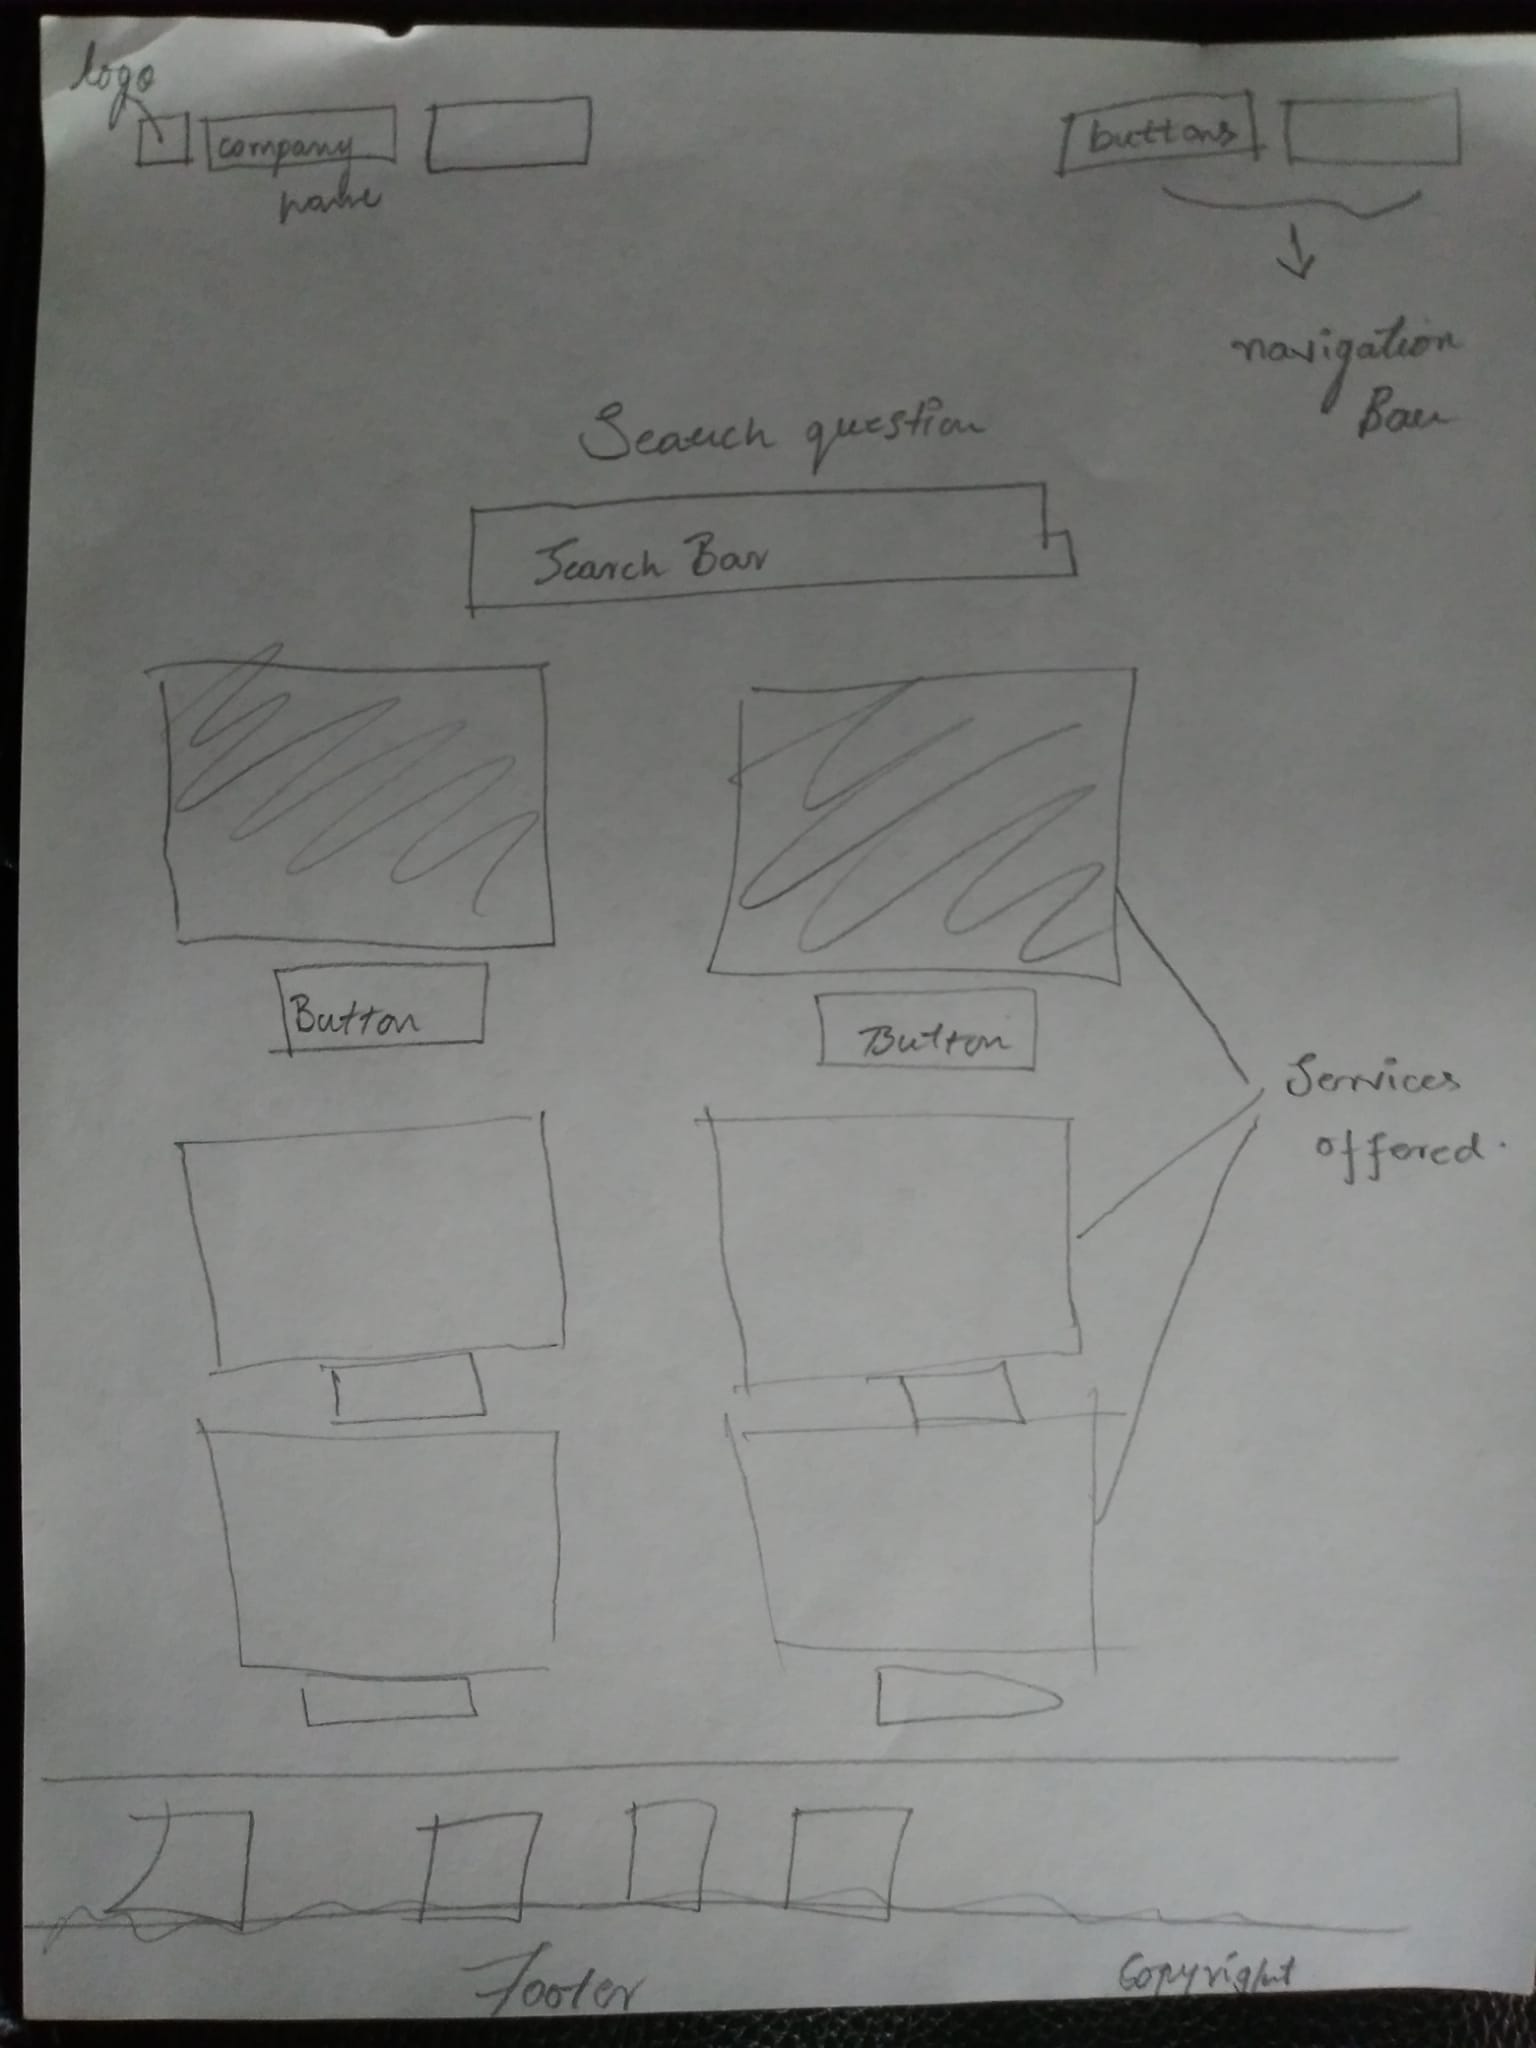 logo
company
name
buttons
navigation
Bar
Search question
Search Bar
Button
Button
Services
offered.
Footer
Copyright